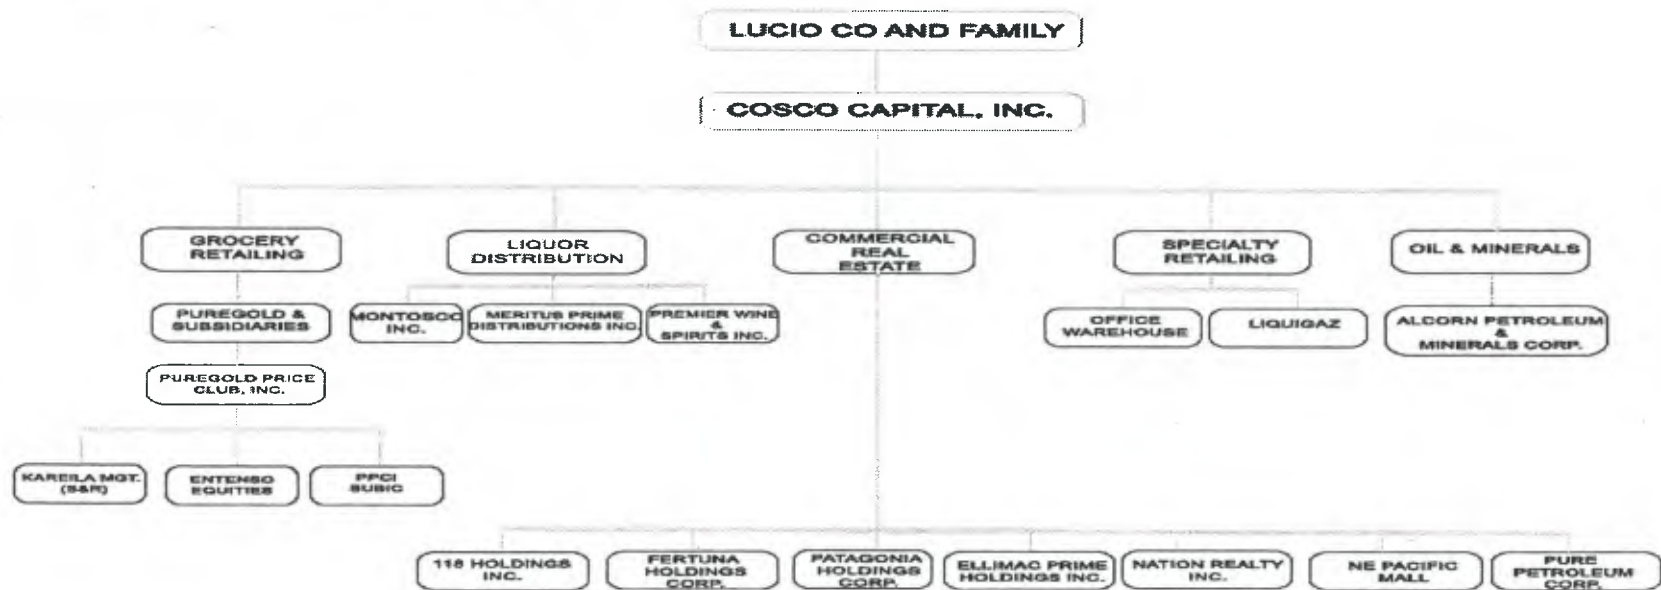 LUCIO CO AND FAMILY
COSCO CAPITAL, INC.
GROCERY
RETAILING
LIQUOR
DISTRIBUTION
COMMERCIAL
REAL
ESTATE
SPECIALTY
RETAILING
OIL & MINERALS
PUREGOLD &
SUBSIDIARIES
MONTOSCO
INC.
MERITUS PRIME
DISTRIBUTIONS INC.
PREMIER WINE
&
SPIRITS INC.
OFFICE
WAREHOUSE
LIQUIGAZ
ALCORN PETROLEUM
&
MINERALS CORP.
PUREGOLD PRICE
CLUB, INC.
KAREILA MGT.
(S&R)
ENTENSO
EQUITIES
PPCI
SUBIC
118 HOLDINGS
INC.
FERTUNA
HOLDINGS
CORP.
PATAGONIA
HOLDINGS
CORP.
ELLIMAC PRIME
HOLDINGS INC.
NATION REALTY
INC.
NE PACIFIC
MALL
PURE
PETROLEUM
CORP.